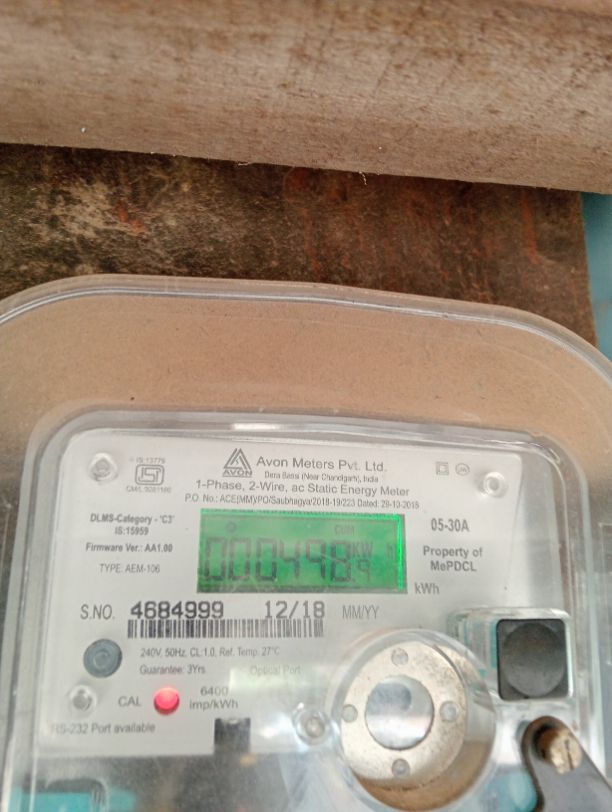 IS 13779
ISI
AVON
Avon Meters Pvt. Ltd.
Dera Bassi (Near Chandigarh), India
1-Phase, 2-Wire, ac Static Energy Meter
P.O. No.: ACE(MM)/PO/Saubhagya/2018-19/223 Dated: 29-10-2018
DLMS-Category - 'C3'
IS:15959
Firmware Ver.: AA1.00
TYPE: AEM-106
CUM
000498.9
KW h
kWh
05-30A
Property of
MePDCL
S.NO. 4684999 12/18 MM/YY
240V, 50Hz, CL:1.0, Ref. Temp. 27°C
Guarantee: 3Yrs. Optical Port
CAL
6400
imp/kWh
RS-232 Port available